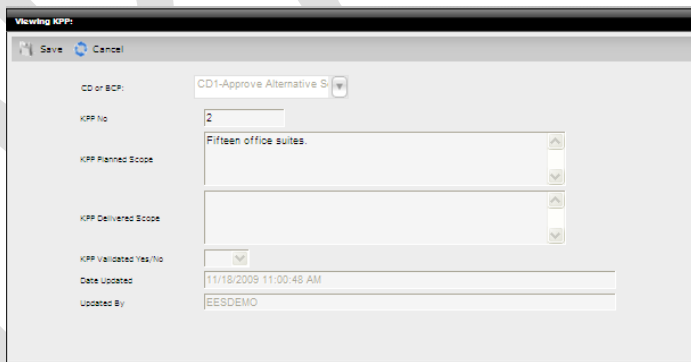 Viewing KPP:
Save Cancel
CD or BCP: CD1-Approve Alternative S
KPP No 2
KPP Planned Scope Fifteen office suites.
KPP Delivered Scope
KPP Validated Yes/No
Date Updated 11/18/2009 11:00:48 AM
Updated By EESDEMO